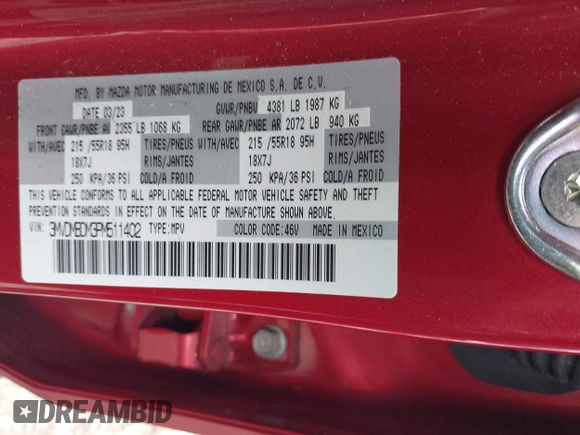 MFD. BY MAZDA MOTOR MANUFACTURING DE MEXICO S.A. DE C.V.
DATE 03/23 GVWR/PNBV 4381 LB 1987 KG
FRONT GAWR/PNBE AV 2355 LB 1068 KG REAR GAWR/PNBE AR 2072 LB 940 KG
WITH/AVEC 215 /55R18 95H TIRES/PNEUS WITH/AVEC 215 /55R18 95H TIRES/PNEUS
18X7J RIMS/JANTES 18X7J RIMS/JANTES
250 KPA/36 PSI COLD/A FROID 250 KPA/36 PSI COLD/A FROID
THIS VEHICLE CONFORMS TO ALL APPLICABLE FEDERAL MOTOR VEHICLE SAFETY AND THEFT
PREVENTION STANDARDS IN EFFECT ON THE DATE OF MANUFACTURE SHOWN ABOVE.
TYPE:MPV COLOR CODE:46V MADE IN MEXICO
DREAMBID